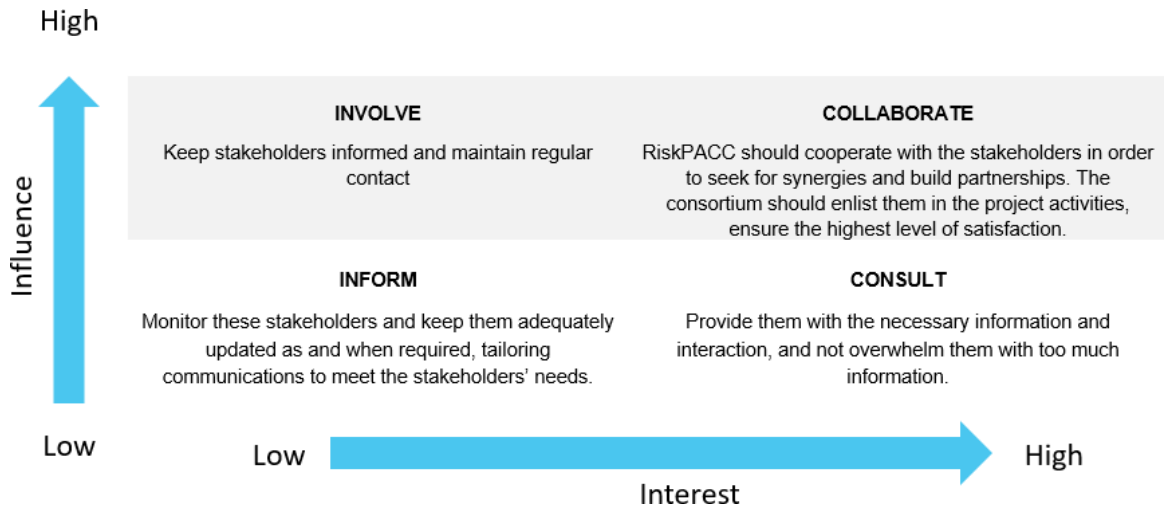 High
INVOLVE
Keep stakeholders informed and maintain regular
contact
COLLABORATE
RiskPACC should cooperate with the stakeholders in order
to seek for synergies and build partnerships. The
consortium should enlist them in the project activities,
ensure the highest level of satisfaction.
Influence
INFORM
Monitor these stakeholders and keep them adequately
updated as and when required, tailoring
communications to meet the stakeholders’ needs.
CONSULT
Provide them with the necessary information and
interaction, and not overwhelm them with too much
information.
Low
Low
High
Interest